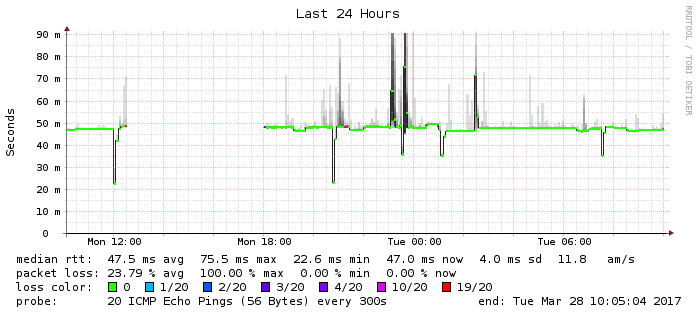 Last 24 Hours
RRDTOOL / TOBI OETIKER
Seconds
90 m
80 m
70 m
60 m
50 m
40 m
30 m
20 m
10 m
0
Mon 12:00 Mon 18:00 Tue 00:00 Tue 06:00
median rtt: 47.5 ms avg 75.5 ms max 22.6 ms min 47.0 ms now 4.0 ms sd 11.8 am/s
packet loss: 23.79 % avg 100.00 % max 0.00 % min 0.00 % now
loss color: 0 1/20 2/20 3/20 4/20 10/20 19/20
probe: 20 ICMP Echo Pings (56 Bytes) every 300s end: Tue Mar 28 10:05:04 2017